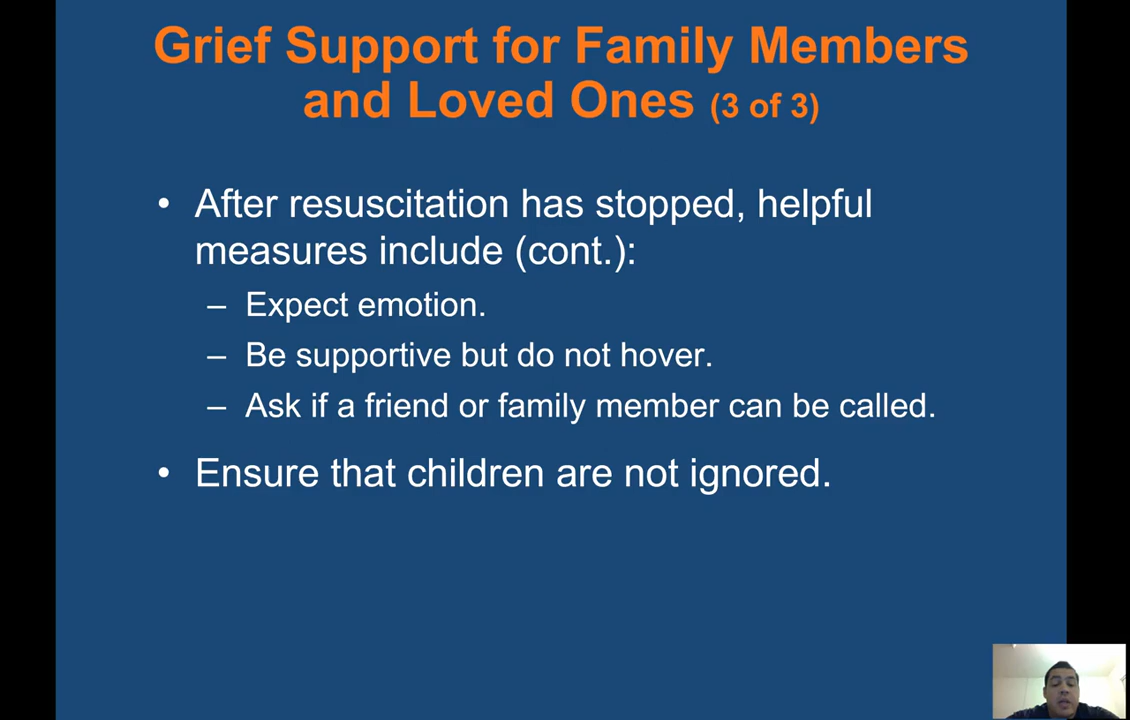 Grief Support for Family Members
and Loved Ones (3 of 3)
• After resuscitation has stopped, helpful
measures include (cont.):
– Expect emotion.
– Be supportive but do not hover.
– Ask if a friend or family member can be called.
• Ensure that children are not ignored.